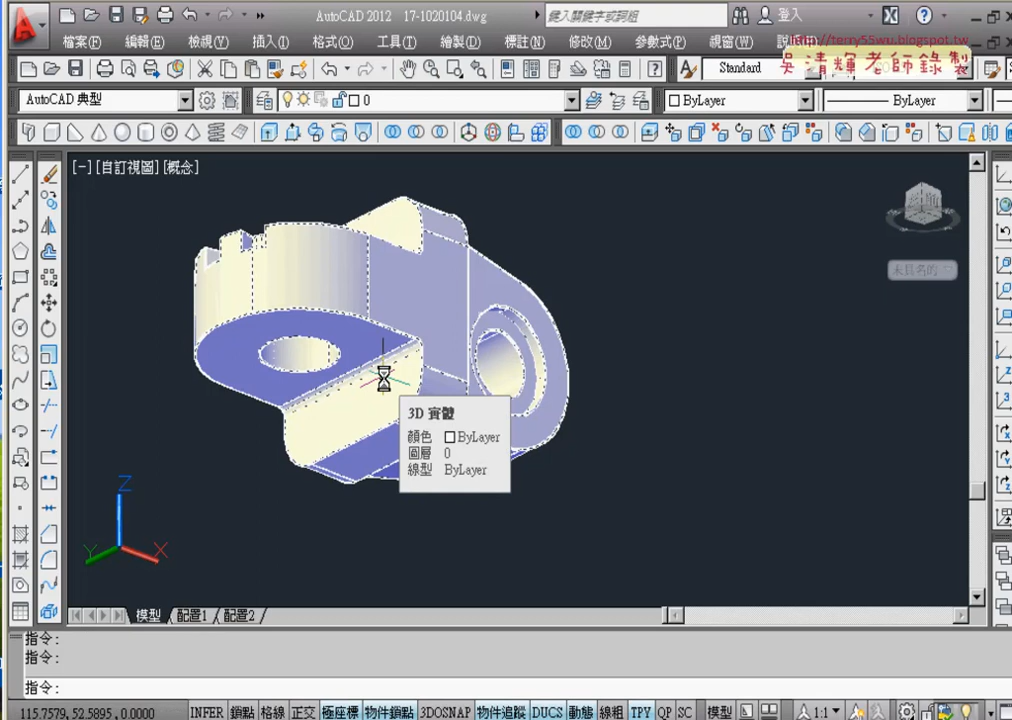 AutoCAD 2012 17-1020104.dwg
鍵入關鍵字或詞組
登入
檔案(F) 編輯(E) 檢視(V) 插入(I) 格式(O) 工具(T) 繪製(D) 標註(N) 修改(M) 參數式(P) 視窗(W)
http://terry55wu.blogspot.tw
Standard
吳清輝老師錄製
AutoCAD 典型
0
ByLayer
ByLayer
[-][自訂視圖][概念]
未具名的
3D 實體
顏色 ByLayer
圖層 0
線型 ByLayer
Z
Y
X
模型 配置1 配置2
指令:
指令:
指令:
115.7579, 52.5895, 0.0000 INFER 鎖點 格線 正交 極座標 物件鎖點 3DOSNAP 物件追蹤 DUCS 動態 線粗 TPY QP SC 模型 1:1